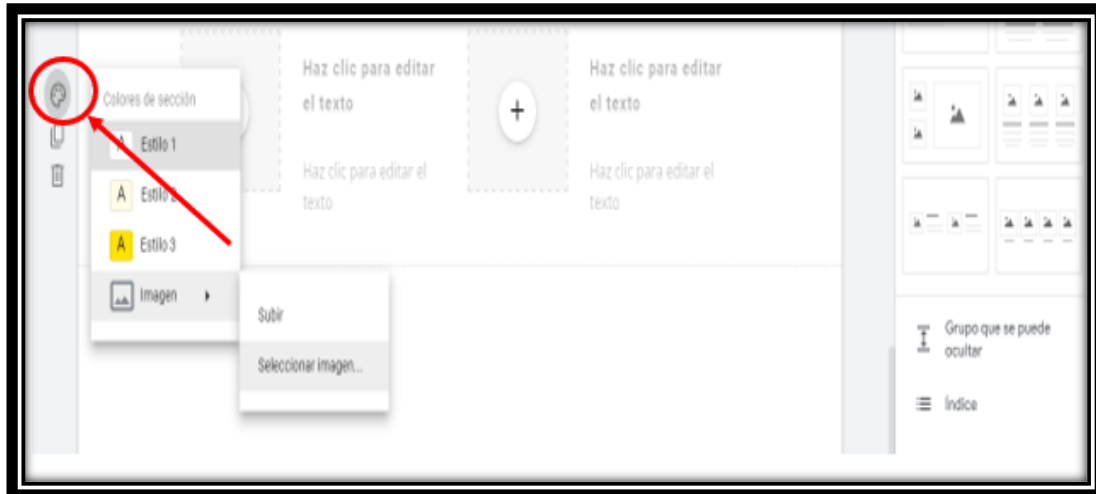 Colores de sección
A Estilo 1
A Estilo 2
A Estilo 3
Imagen
Subir
Seleccionar imagen...
Haz clic para editar
el texto
Haz clic para editar el
texto
+
Haz clic para editar
el texto
Haz clic para editar el
texto
Grupo que se puede
ocultar
Índice